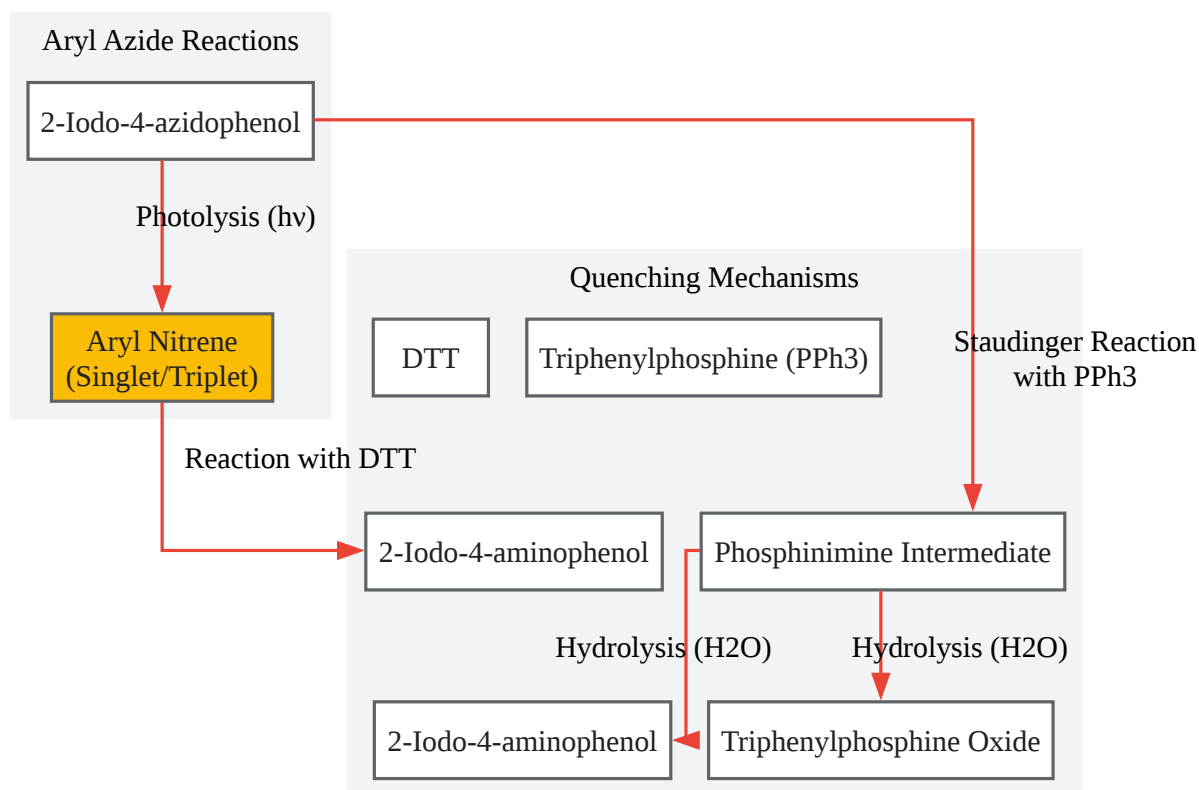 Aryl Azide Reactions
2-Iodo-4-azidophenol
Photolysis (hν)
Quenching Mechanisms
Aryl Nitrene
(Singlet/Triplet)
DTT
Triphenylphosphine (PPh3)
Staudinger Reaction
with PPh3
Reaction with DTT
2-Iodo-4-aminophenol
Phosphinimine Intermediate
Hydrolysis (H2O)
Hydrolysis (H2O)
2-Iodo-4-aminophenol
Triphenylphosphine Oxide